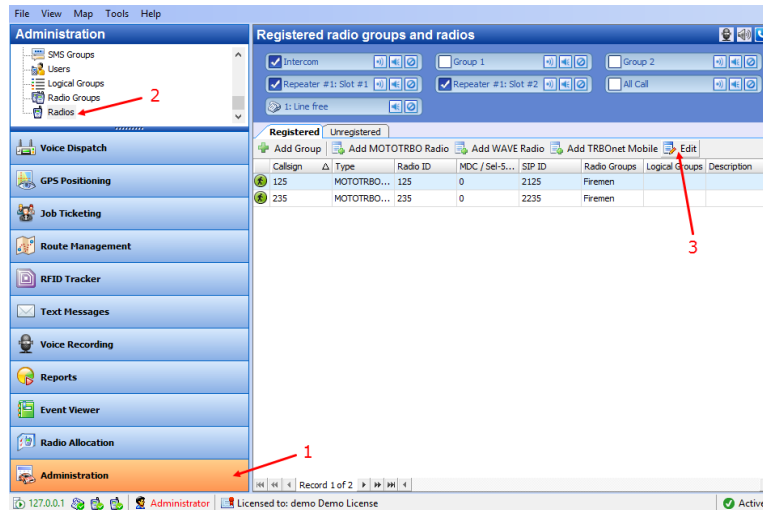 File View Map Tools Help
Administration
Registered radio groups and radios
SMS Groups
Users
Logical Groups
Radio Groups
Radios
2
Intercom
Group 1
Group 2
Repeater #1: Slot #1
Repeater #1: Slot #2
All Call
1: Line free
Registered Unregistered
Add Group Add MOTOTRBO Radio Add WAVE Radio Add TRBOnet Mobile Edit
Callsign Type Radio ID MDC / Sel-5... SIP ID Radio Groups Logical Groups Description
125 MOTOTRBO... 125 0 2125 Firemen
235 MOTOTRBO... 235 0 2235 Firemen
3
Voice Dispatch
GPS Positioning
Job Ticketing
Route Management
RFID Tracker
Text Messages
Voice Recording
Reports
Event Viewer
Radio Allocation
1
Administration
Record 1 of 2
127.0.0.1 Administrator Licensed to: demo Demo License Active